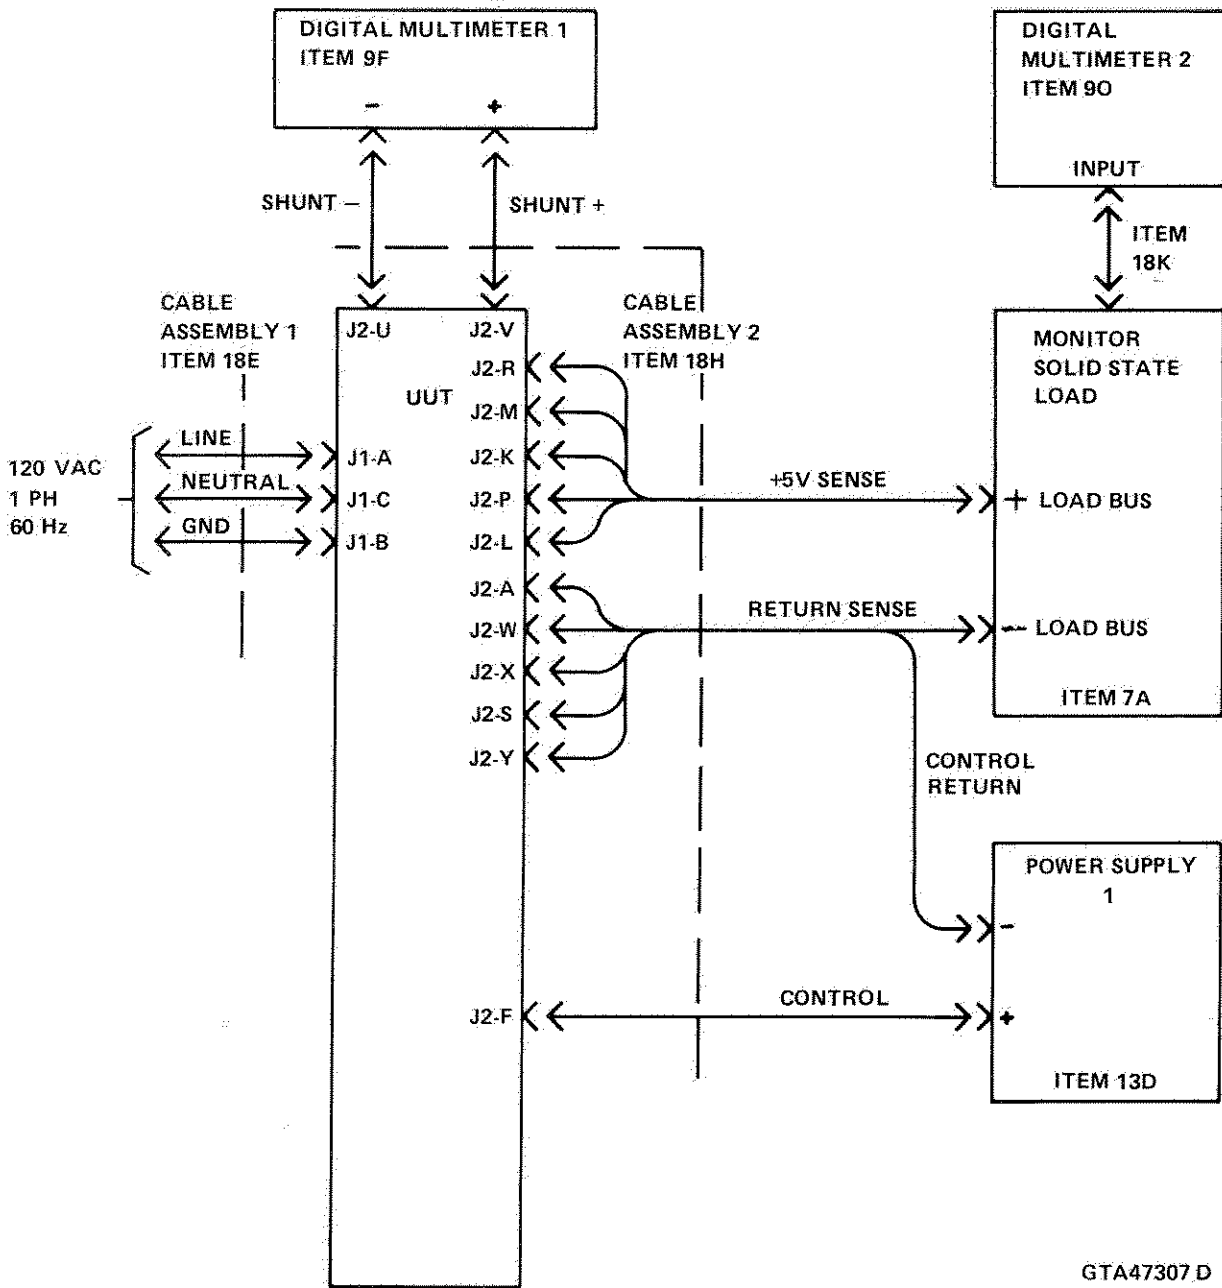 DIGITAL MULTIMETER 1
ITEM 9F
- +
DIGITAL
MULTIMETER 2
ITEM 9O
INPUT
SHUNT –
SHUNT +
ITEM
18K
CABLE
ASSEMBLY 1
ITEM 18E
CABLE
ASSEMBLY 2
ITEM 18H
J2-U
J2-V
UUT
J2-R
J2-M
J2-K
J2-P
J2-L
J2-A
J2-W
J2-X
J2-S
J2-Y
J2-F
120 VAC
1 PH
60 Hz
LINE
NEUTRAL
GND
J1-A
J1-C
J1-B
+5V SENSE
RETURN SENSE
MONITOR
SOLID STATE
LOAD
+ LOAD BUS
-- LOAD BUS
ITEM 7A
CONTROL
RETURN
CONTROL
POWER SUPPLY
1
-
+
ITEM 13D
GTA47307 D